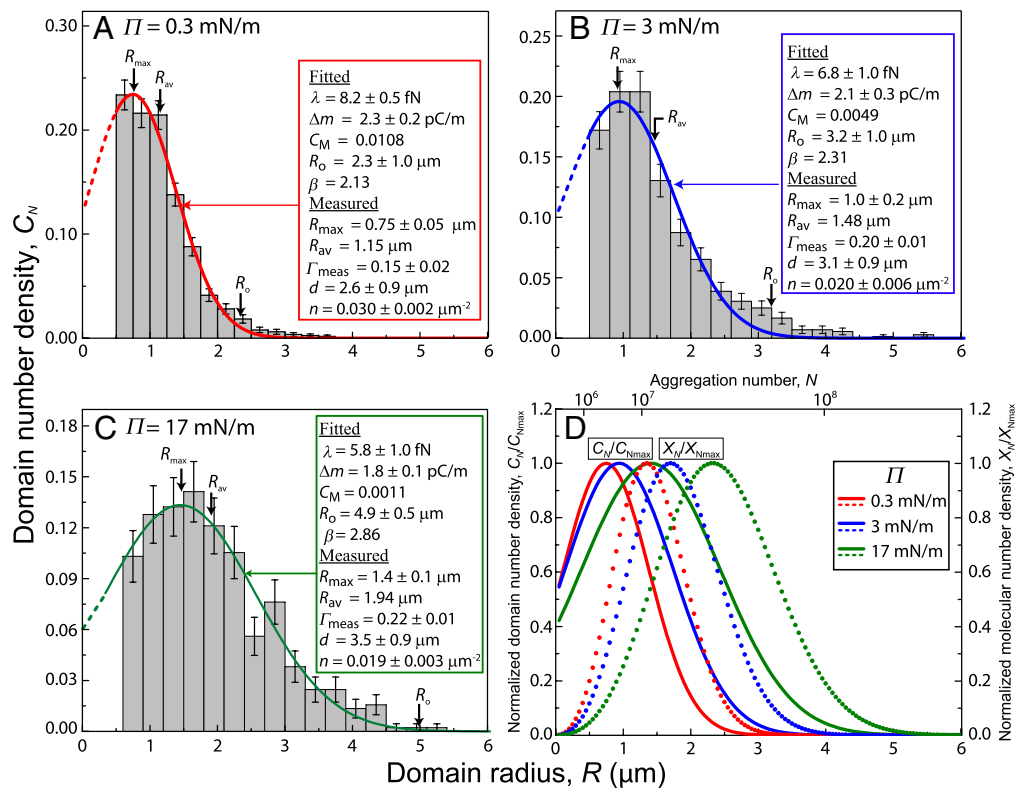 A Π = 0.3 mN/m
0.30
0.20
0.10
0.00
0 1 2 3 4 5 6
R_max
R_av
R_o
Fitted
λ = 8.2 ± 0.5 fN
Δm = 2.3 ± 0.2 pC/m
C_M = 0.0108
R_o = 2.3 ± 1.0 μm
β = 2.13
Measured
R_max = 0.75 ± 0.05 μm
R_av = 1.15 μm
Γ_meas = 0.15 ± 0.02
d = 2.6 ± 0.9 μm
n = 0.030 ± 0.002 μm⁻²
B Π = 3 mN/m
0.25
0.20
0.15
0.10
0.05
0.00
0 1 2 3 4 5 6
R_max
R_av
R_o
Fitted
λ = 6.8 ± 1.0 fN
Δm = 2.1 ± 0.3 pC/m
C_M = 0.0049
R_o = 3.2 ± 1.0 μm
β = 2.31
Measured
R_max = 1.0 ± 0.2 μm
R_av = 1.48 μm
Γ_meas = 0.20 ± 0.01
d = 3.1 ± 0.9 μm
n = 0.020 ± 0.006 μm⁻²
Domain number density, C_N
C Π = 17 mN/m
0.18
0.15
0.12
0.09
0.06
0.03
0.00
0 1 2 3 4 5 6
R_max
R_av
R_o
Fitted
λ = 5.8 ± 1.0 fN
Δm = 1.8 ± 0.1 pC/m
C_M = 0.0011
R_o = 4.9 ± 0.5 μm
β = 2.86
Measured
R_max = 1.4 ± 0.1 μm
R_av = 1.94 μm
Γ_meas = 0.22 ± 0.01
d = 3.5 ± 0.9 μm
n = 0.019 ± 0.003 μm⁻²
Aggregation number, N
10⁶ 10⁷ 10⁸
D
Normalized domain number density, C_N/C_Nmax
1.2
1.0
0.8
0.6
0.4
0.2
0.0
0 1 2 3 4 5 6
C_N/C_Nmax
X_N/X_Nmax
Π
0.3 mN/m
3 mN/m
17 mN/m
1.2
1.0
0.8
0.6
0.4
0.2
0.0
Normalized molecular number density, X_N/X_Nmax
Domain radius, R (μm)